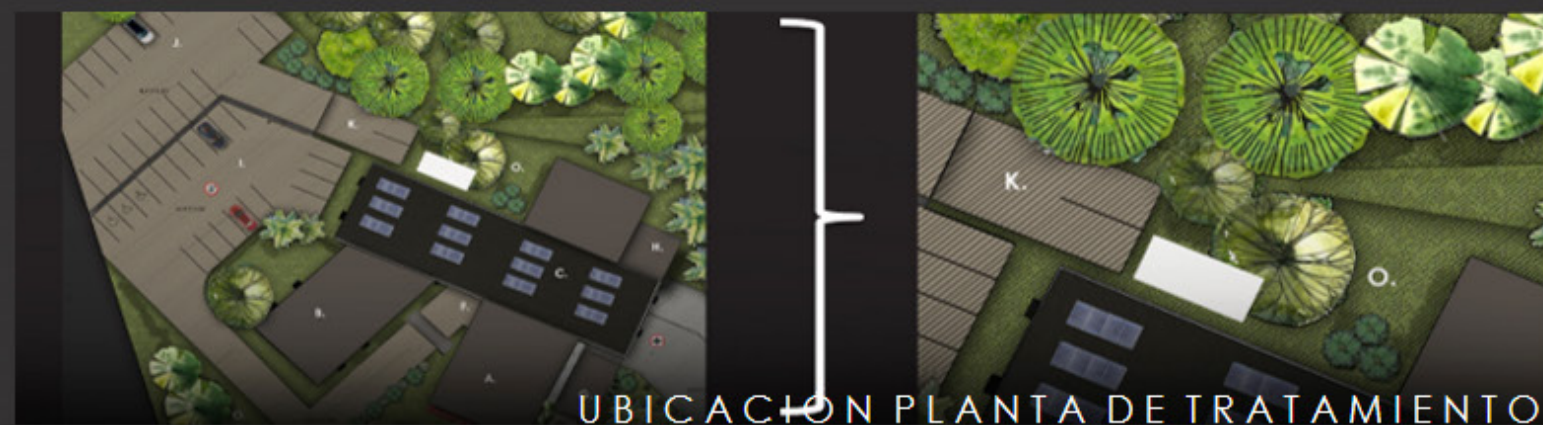 J.
K.
I.
O.
H.
C.
B.
A.
K.
O.
UBICACION PLANTA DE TRATAMIENTO